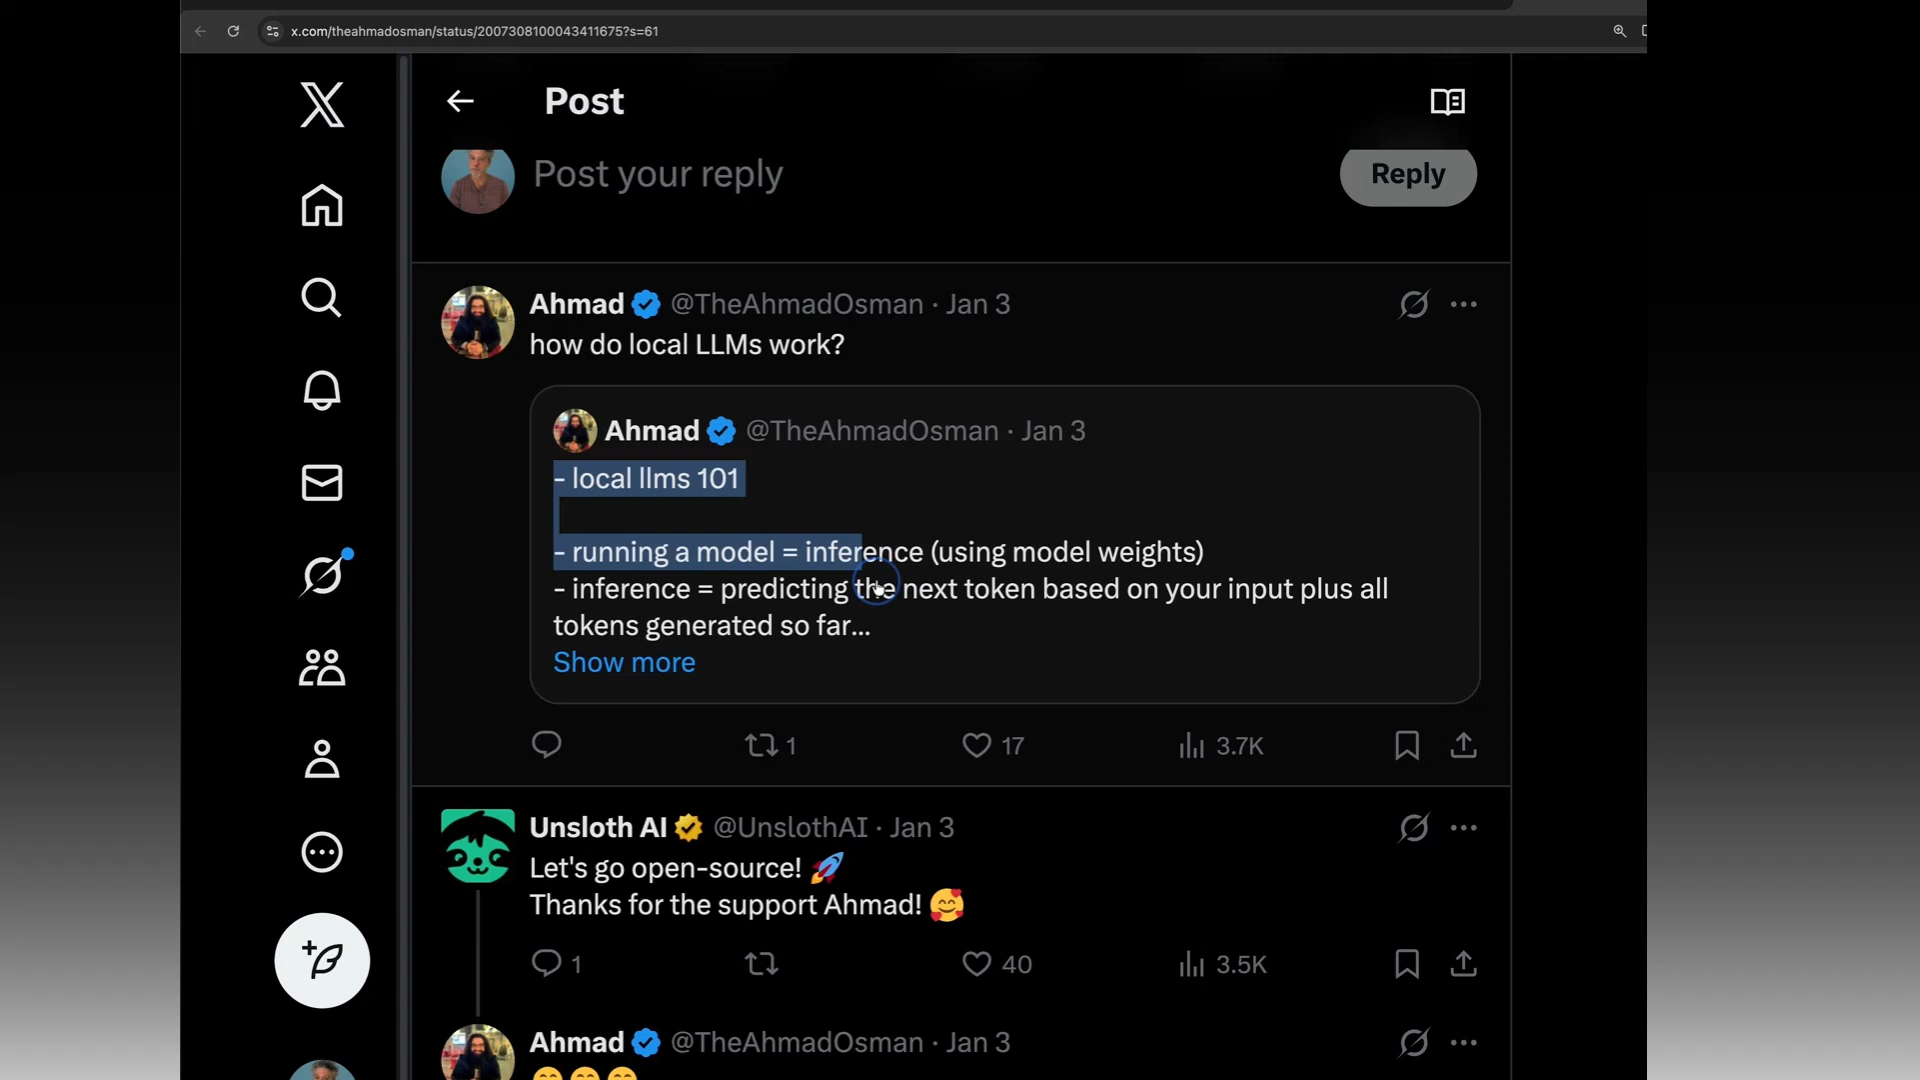 x.com/theahmadosman/status/2007308100043411675?s=61
Post
Post your reply
Reply
Ahmad @TheAhmadOsman · Jan 3
how do local LLMs work?
Ahmad @TheAhmadOsman · Jan 3
- local llms 101
- running a model = inference (using model weights)
- inference = predicting the next token based on your input plus all
tokens generated so far...
Show more
1 17 3.7K
Unsloth AI @UnslothAI · Jan 3
Let's go open-source! 🚀
Thanks for the support Ahmad! 🥰
1 40 3.5K
Ahmad @TheAhmadOsman · Jan 3